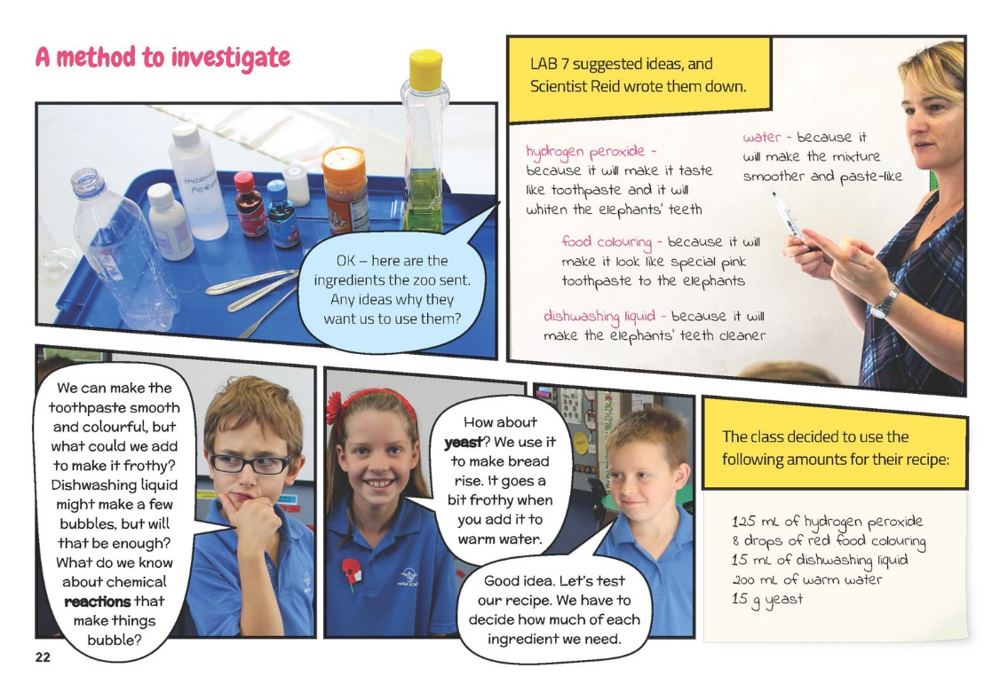 A method to investigate
HYDROGEN
PEROX
OK – here are the
ingredients the zoo sent.
Any ideas why they
want us to use them?
LAB 7 suggested ideas, and
Scientist Reid wrote them down.
hydrogen peroxide -
because it will make it taste
like toothpaste and it will
whiten the elephants' teeth
water - because it
will make the mixture
smoother and paste-like
food colouring - because it will
make it look like special pink
toothpaste to the elephants
dishwashing liquid - because it will
make the elephants' teeth cleaner
We can make the
toothpaste smooth
and colourful, but
what could we add
to make it frothy?
Dishwashing liquid
might make a few
bubbles, but will
that be enough?
What do we know
about chemical
reactions that
make things
bubble?
How about
yeast? We use it
to make bread
rise. It goes a
bit frothy when
you add it to
warm water.
Good idea. Let's test
our recipe. We have to
decide how much of each
ingredient we need.
The class decided to use the
following amounts for their recipe:
125 mL of hydrogen peroxide
8 drops of red food colouring
15 mL of dishwashing liquid
200 mL of warm water
15 g yeast
22